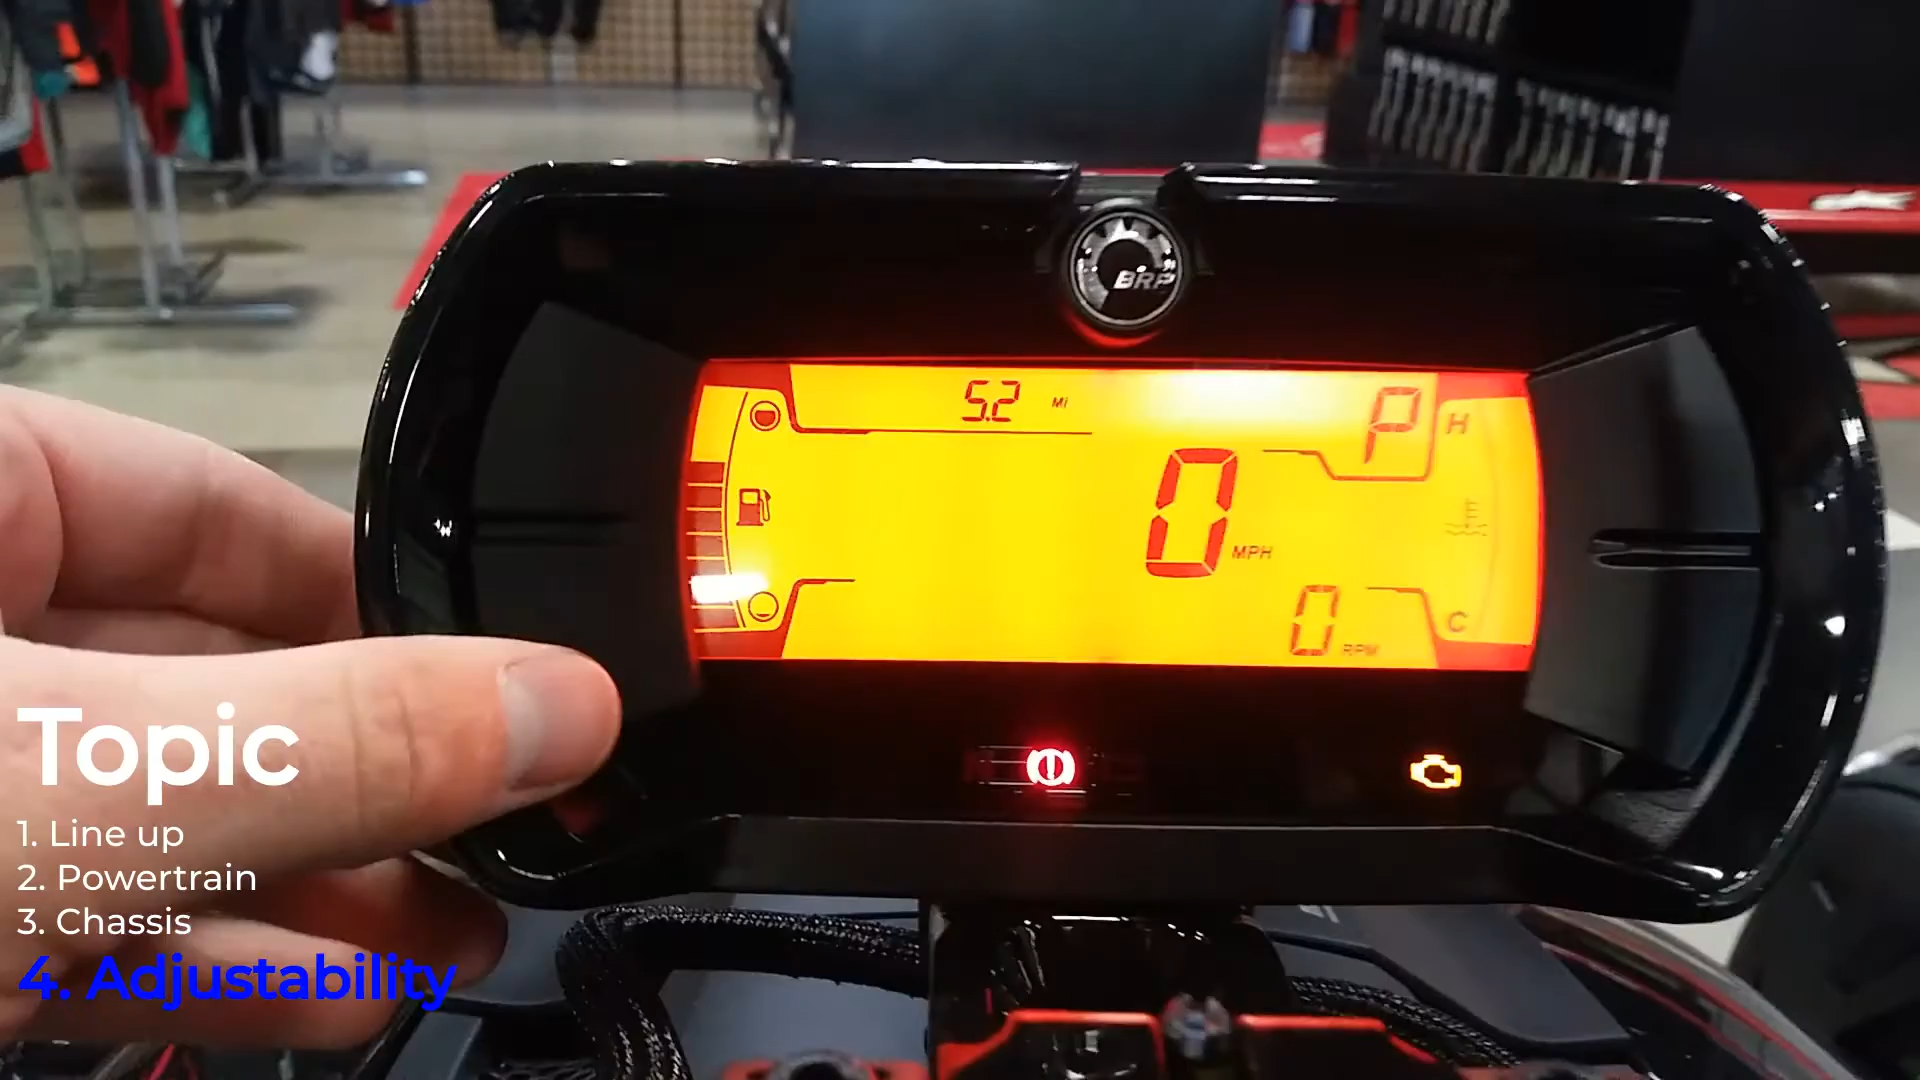 BRP
5.2 MI
P
H
0 MPH
C
0 RPM
Topic
1. Line up
2. Powertrain
3. Chassis
4. Adjustability